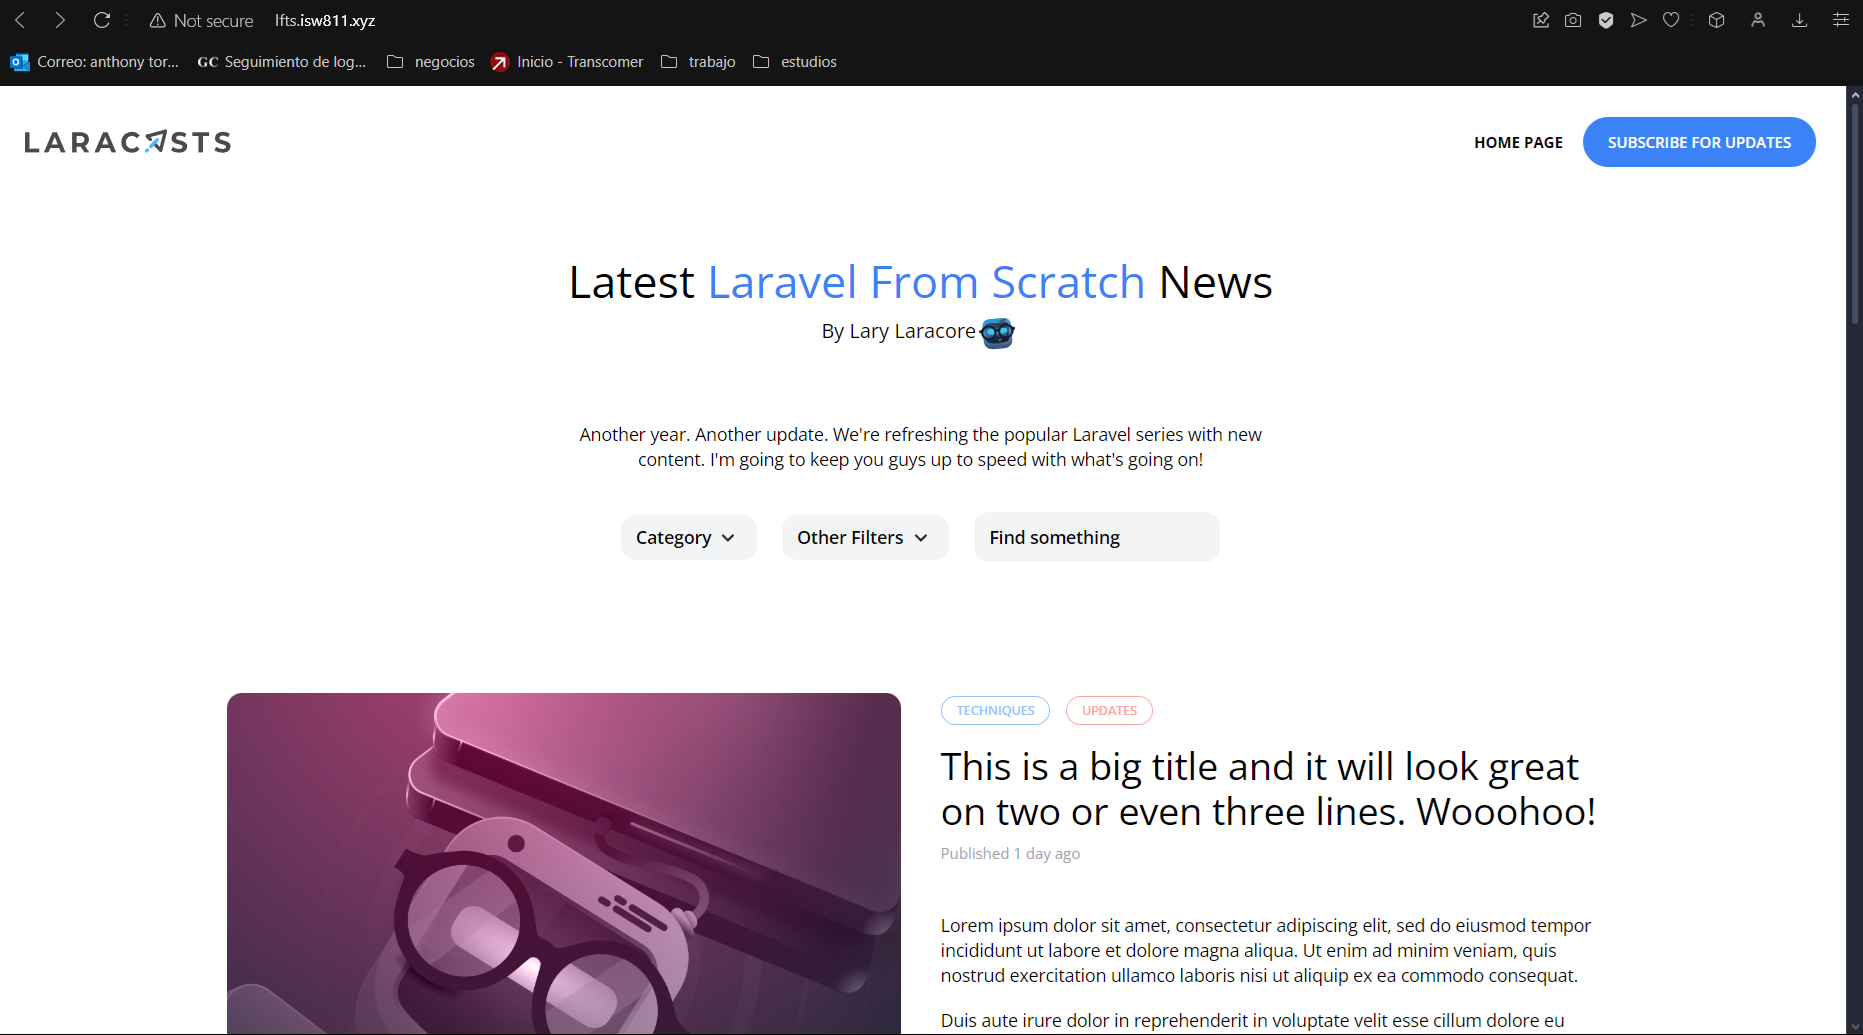 Not secure
lfts.isw811.xyz
Correo: anthony tor...
GC Seguimiento de log...
negocios
Inicio - Transcomer
trabajo
estudios
LARACASTS
HOME PAGE
SUBSCRIBE FOR UPDATES
Latest Laravel From Scratch News
By Lary Laracore
Another year. Another update. We're refreshing the popular Laravel series with new
content. I'm going to keep you guys up to speed with what's going on!
Category
Other Filters
Find something
TECHNIQUES
UPDATES
This is a big title and it will look great
on two or even three lines. Wooohoo!
Published 1 day ago
Lorem ipsum dolor sit amet, consectetur adipiscing elit, sed do eiusmod tempor
incididunt ut labore et dolore magna aliqua. Ut enim ad minim veniam, quis
nostrud exercitation ullamco laboris nisi ut aliquip ex ea commodo consequat.
Duis aute irure dolor in reprehenderit in voluptate velit esse cillum dolore eu